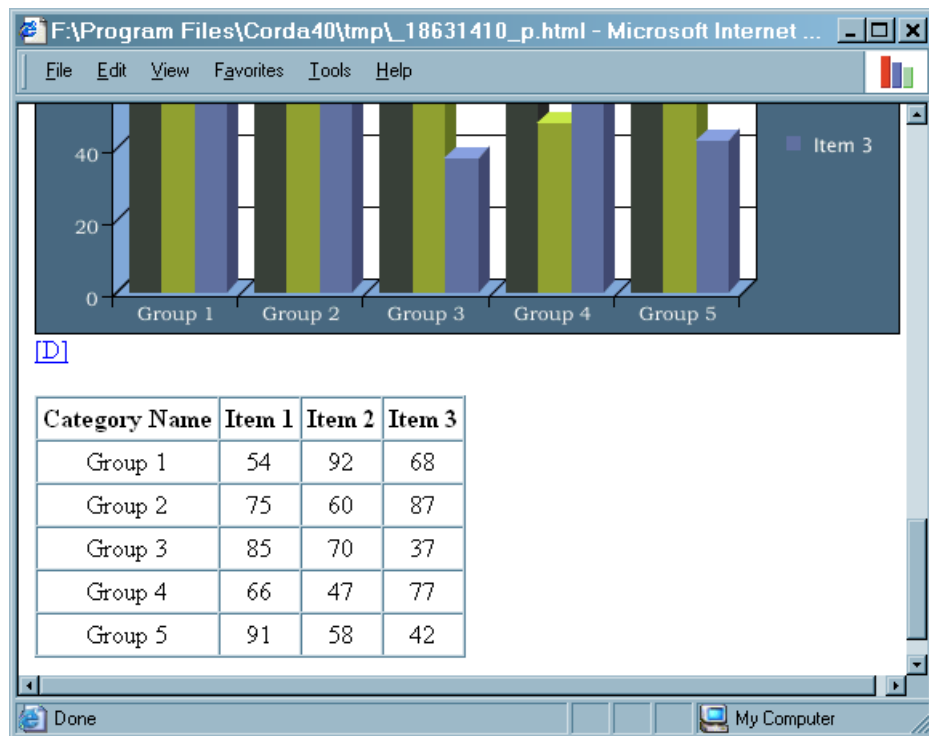 F:\Program Files\Corda40\tmp\_18631410_p.html - Microsoft Internet ...
File Edit View Favorites Tools Help
Item 3
40
20
0
Group 1 Group 2 Group 3 Group 4 Group 5
[D]
Category Name Item 1 Item 2 Item 3
Group 1 54 92 68
Group 2 75 60 87
Group 3 85 70 37
Group 4 66 47 77
Group 5 91 58 42
Done My Computer